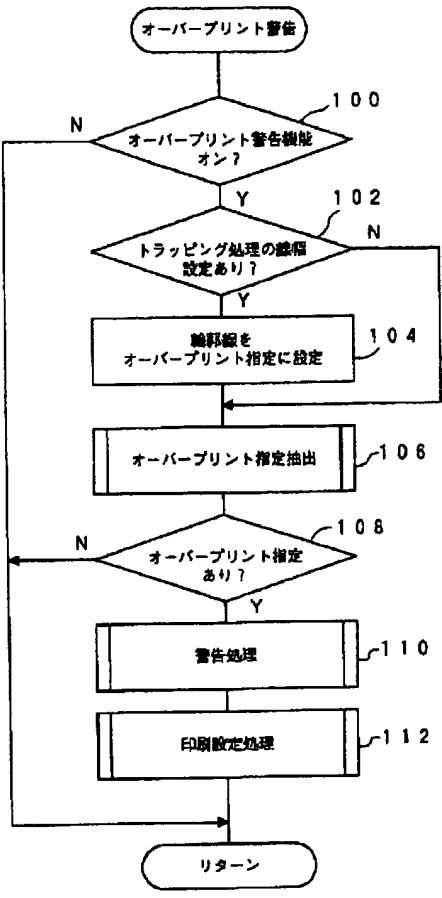 オーバープリント警告
100
N
オーバープリント警告機能
オン？
Y
102
トラッピング処理の線幅
設定あり？
N
Y
輪郭線を
オーバープリント指定に設定
104
オーバープリント指定抽出
106
108
N
オーバープリント指定
あり？
Y
警告処理
110
印刷設定処理
112
リターン